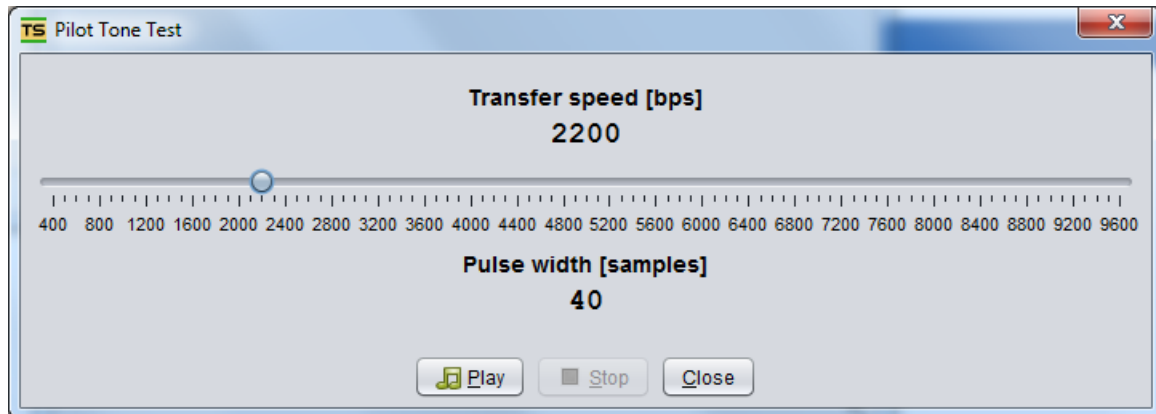 TS Pilot Tone Test
Transfer speed [bps]
2200
400 800 1200 1600 2000 2400 2800 3200 3600 4000 4400 4800 5200 5600 6000 6400 6800 7200 7600 8000 8400 8800 9200 9600
Pulse width [samples]
40
Play Stop Close